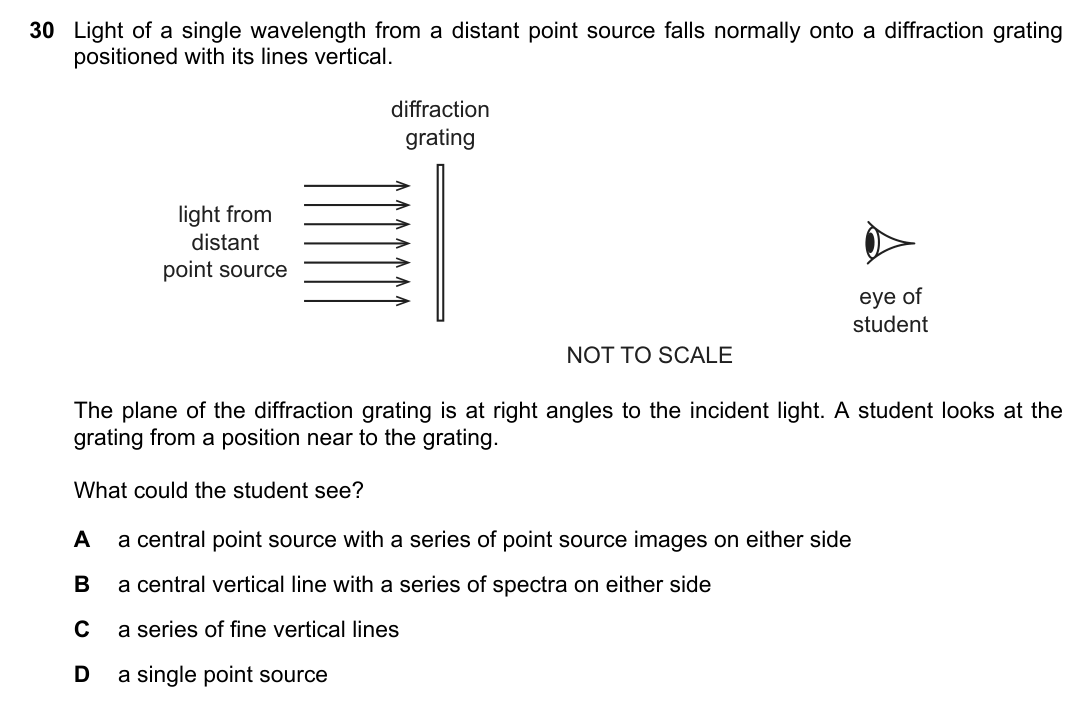 30 Light of a single wavelength from a distant point source falls normally onto a diffraction grating
positioned with its lines vertical.
diffraction
grating
light from
distant
point source
eye of
student
NOT TO SCALE
The plane of the diffraction grating is at right angles to the incident light. A student looks at the
grating from a position near to the grating.
What could the student see?
A a central point source with a series of point source images on either side
B a central vertical line with a series of spectra on either side
C a series of fine vertical lines
D a single point source